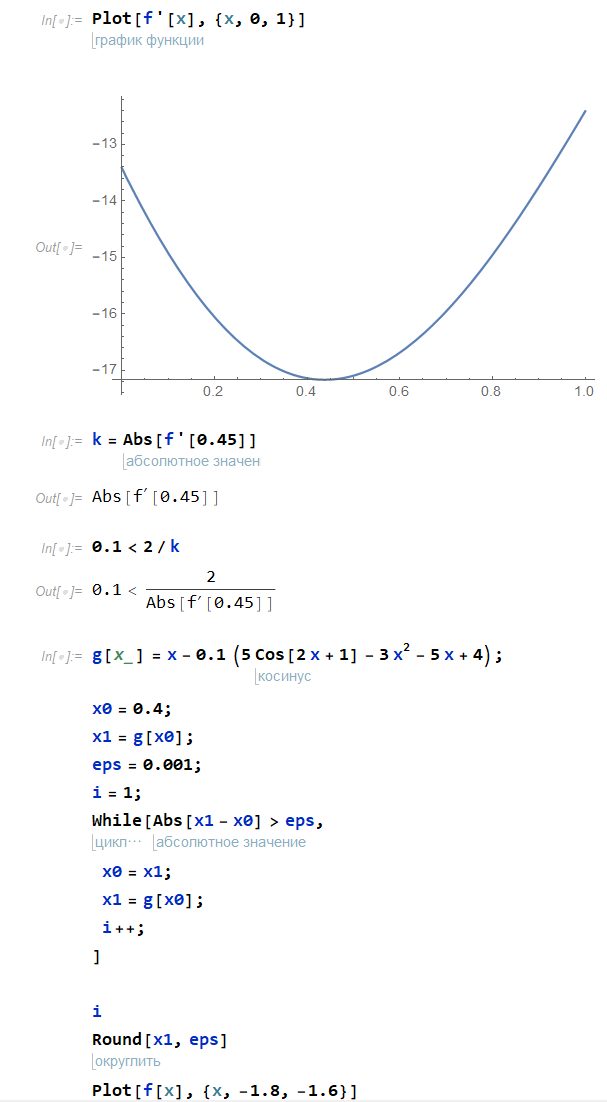 In[•]:= Plot[f'[x], {x, 0, 1}]
график функции
-13
-14
Out[•]= -15
-16
-17
0.2 0.4 0.6 0.8 1.0
In[•]:= k = Abs[f'[0.45]]
абсолютное значен
Out[•]= Abs[f′[0.45]]
In[•]:= 0.1 < 2 / k
Out[•]= 0.1 < 2 / Abs[f′[0.45]]
In[•]:= g[x_] = x - 0.1 (5 Cos[2 x + 1] - 3 x² - 5 x + 4);
косинус
x0 = 0.4;
x1 = g[x0];
eps = 0.001;
i = 1;
While[Abs[x1 - x0] > eps,
цикл⋯ абсолютное значение
x0 = x1;
x1 = g[x0];
i++;
]
i
Round[x1, eps]
округлить
Plot[f[x], {x, -1.8, -1.6}]